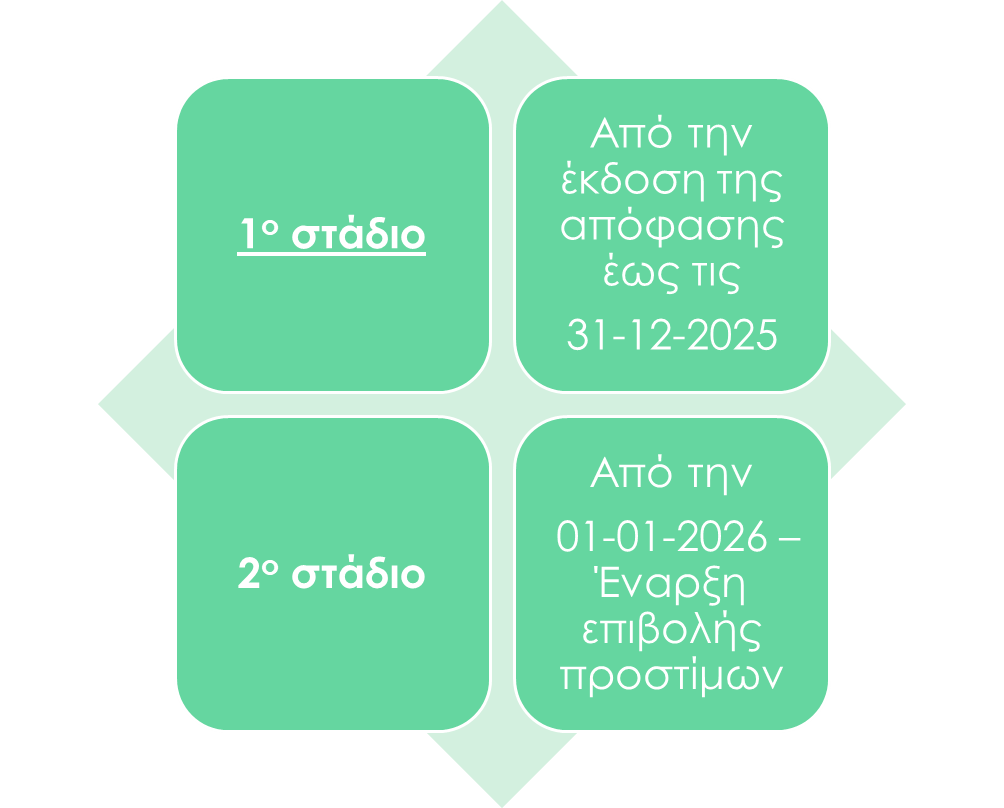 1ο στάδιο
Από την
έκδοση της
απόφασης
έως τις
31-12-2025
2ο στάδιο
Από την
01-01-2026 –
Έναρξη
επιβολής
προστίμων